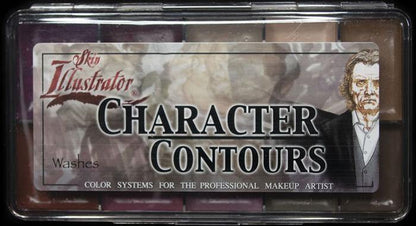 Skin
Illustrator®
CHARACTER
CONTOURS
Washes
COLOR SYSTEMS FOR THE PROFESSIONAL MAKEUP ARTIST